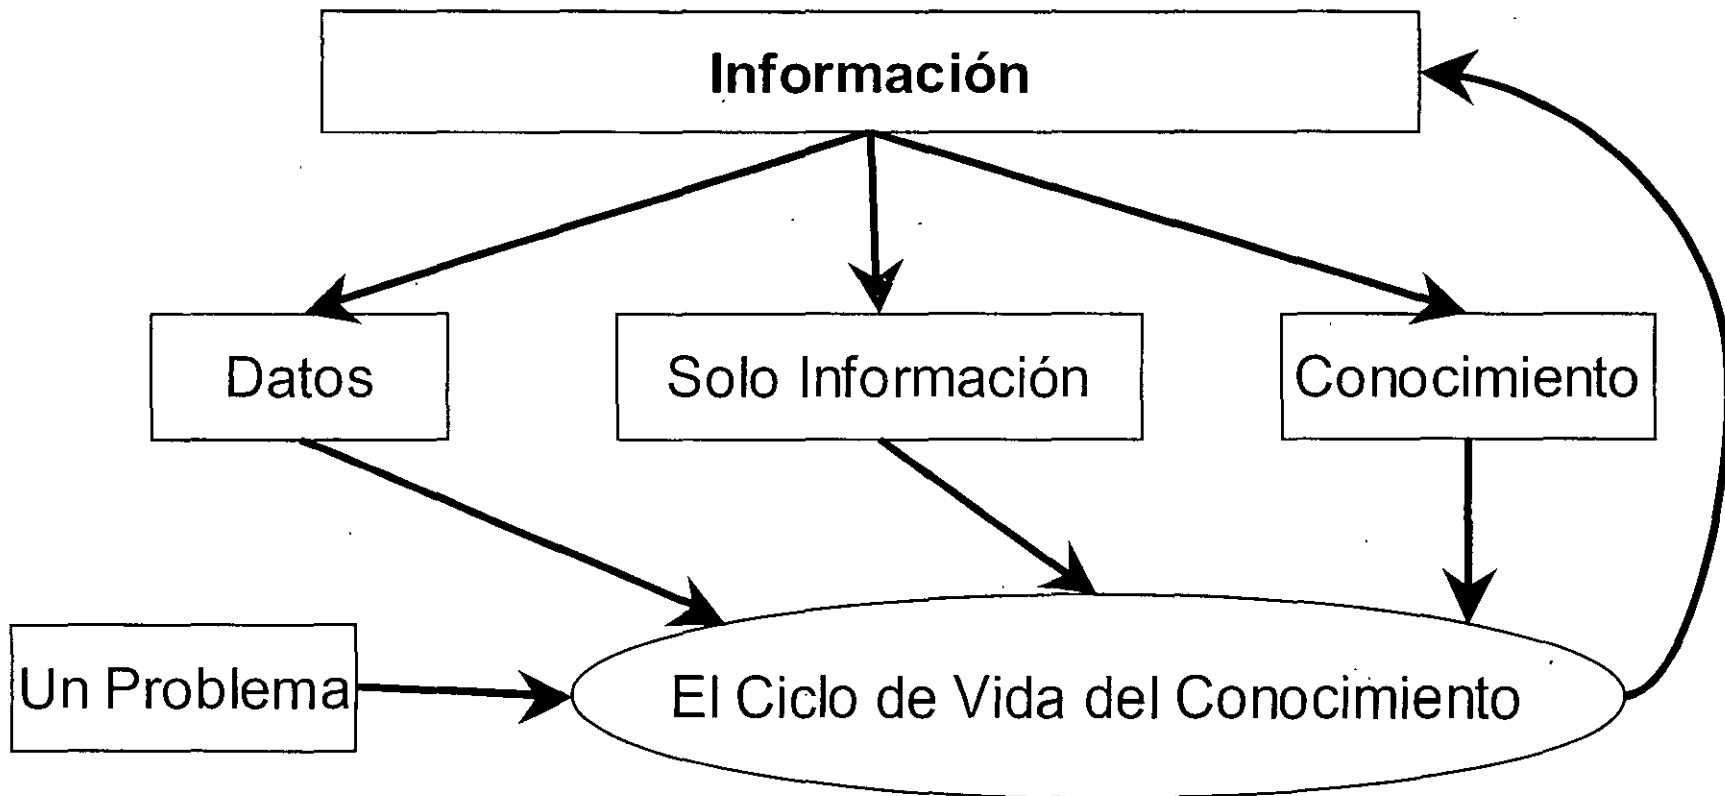 Información
Datos
Solo Información
Conocimiento
Un Problema
El Ciclo de Vida del Conocimiento